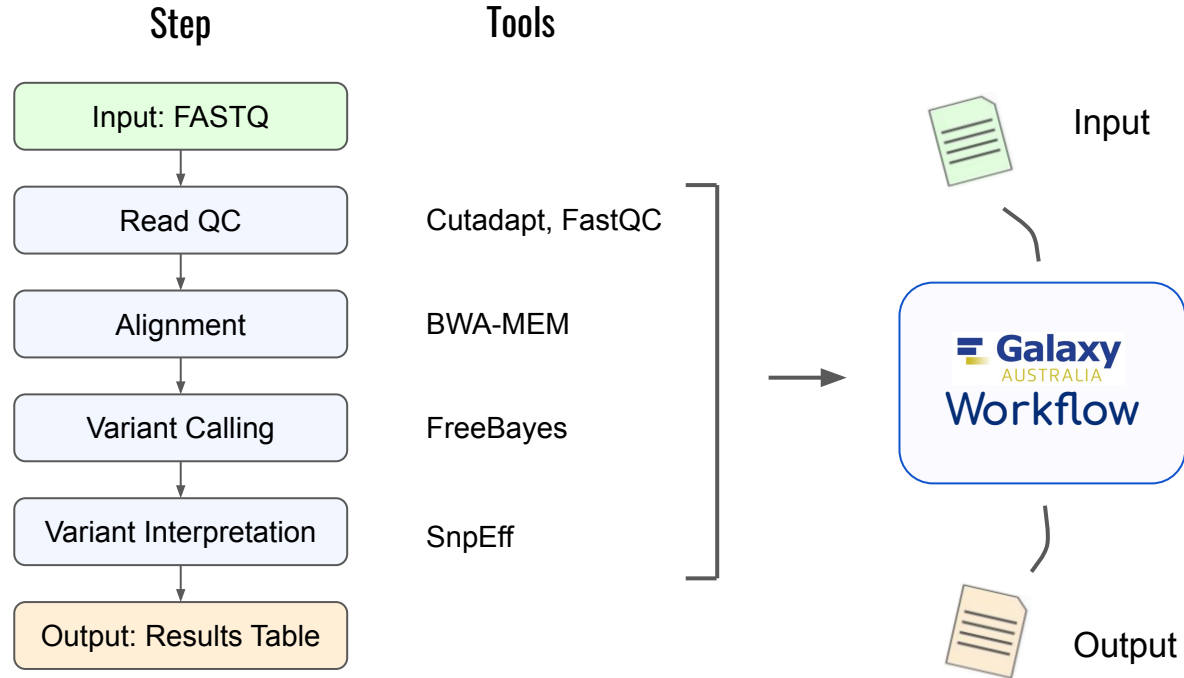 Step
Tools
Input: FASTQ
Read QC
Cutadapt, FastQC
Alignment
BWA-MEM
Variant Calling
FreeBayes
Variant Interpretation
SnpEff
Output: Results Table
Input
Galaxy
AUSTRALIA
Workflow
Output